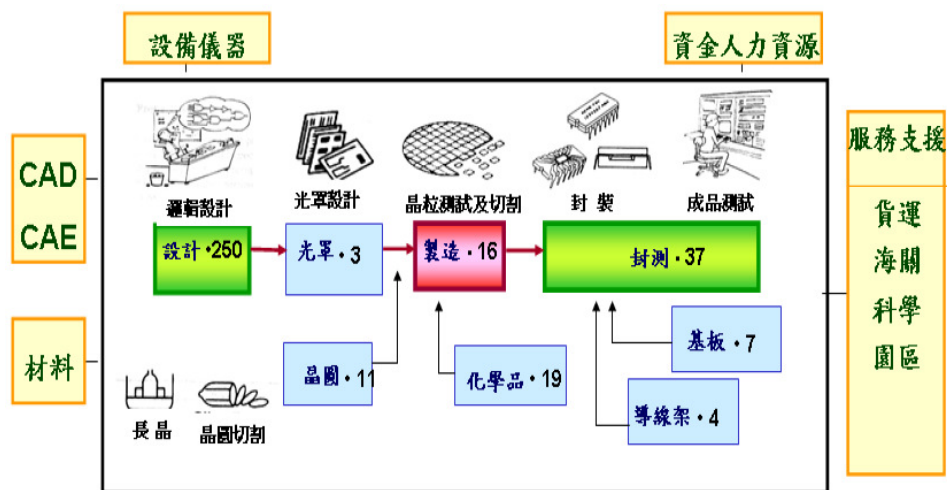 設備儀器
資金人力資源
CAD
CAE
材料
服務支援
貨運
海關
科學
園區
邏輯設計
光罩設計
晶粒測試及切割
封裝
成品測試
設計·250
光罩·3
製造·16
封測·37
晶圓·11
化學品·19
基板·7
導線架·4
長晶
晶圓切割